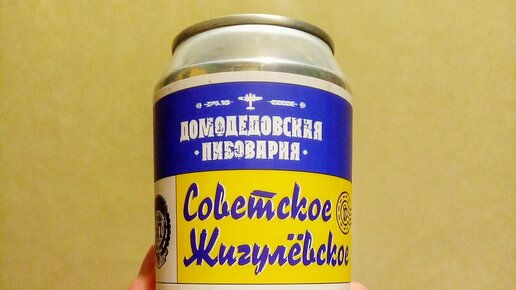 ДОМОДЕДОВСКАЯ
· ПИВОВАРНЯ ·
Советское
Жигулёвское